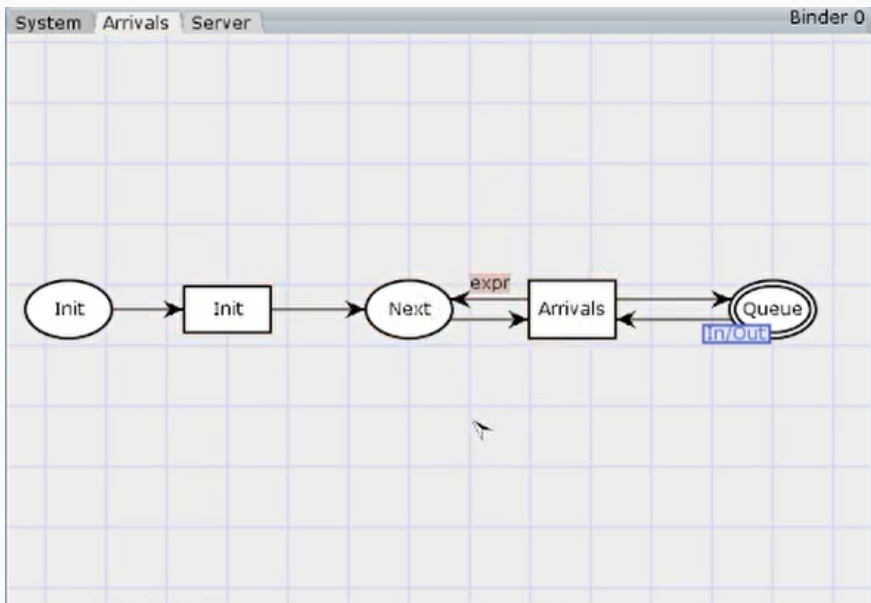 System Arrivals Server Binder 0
expr
Init Init Next Arrivals Queue
In/Out